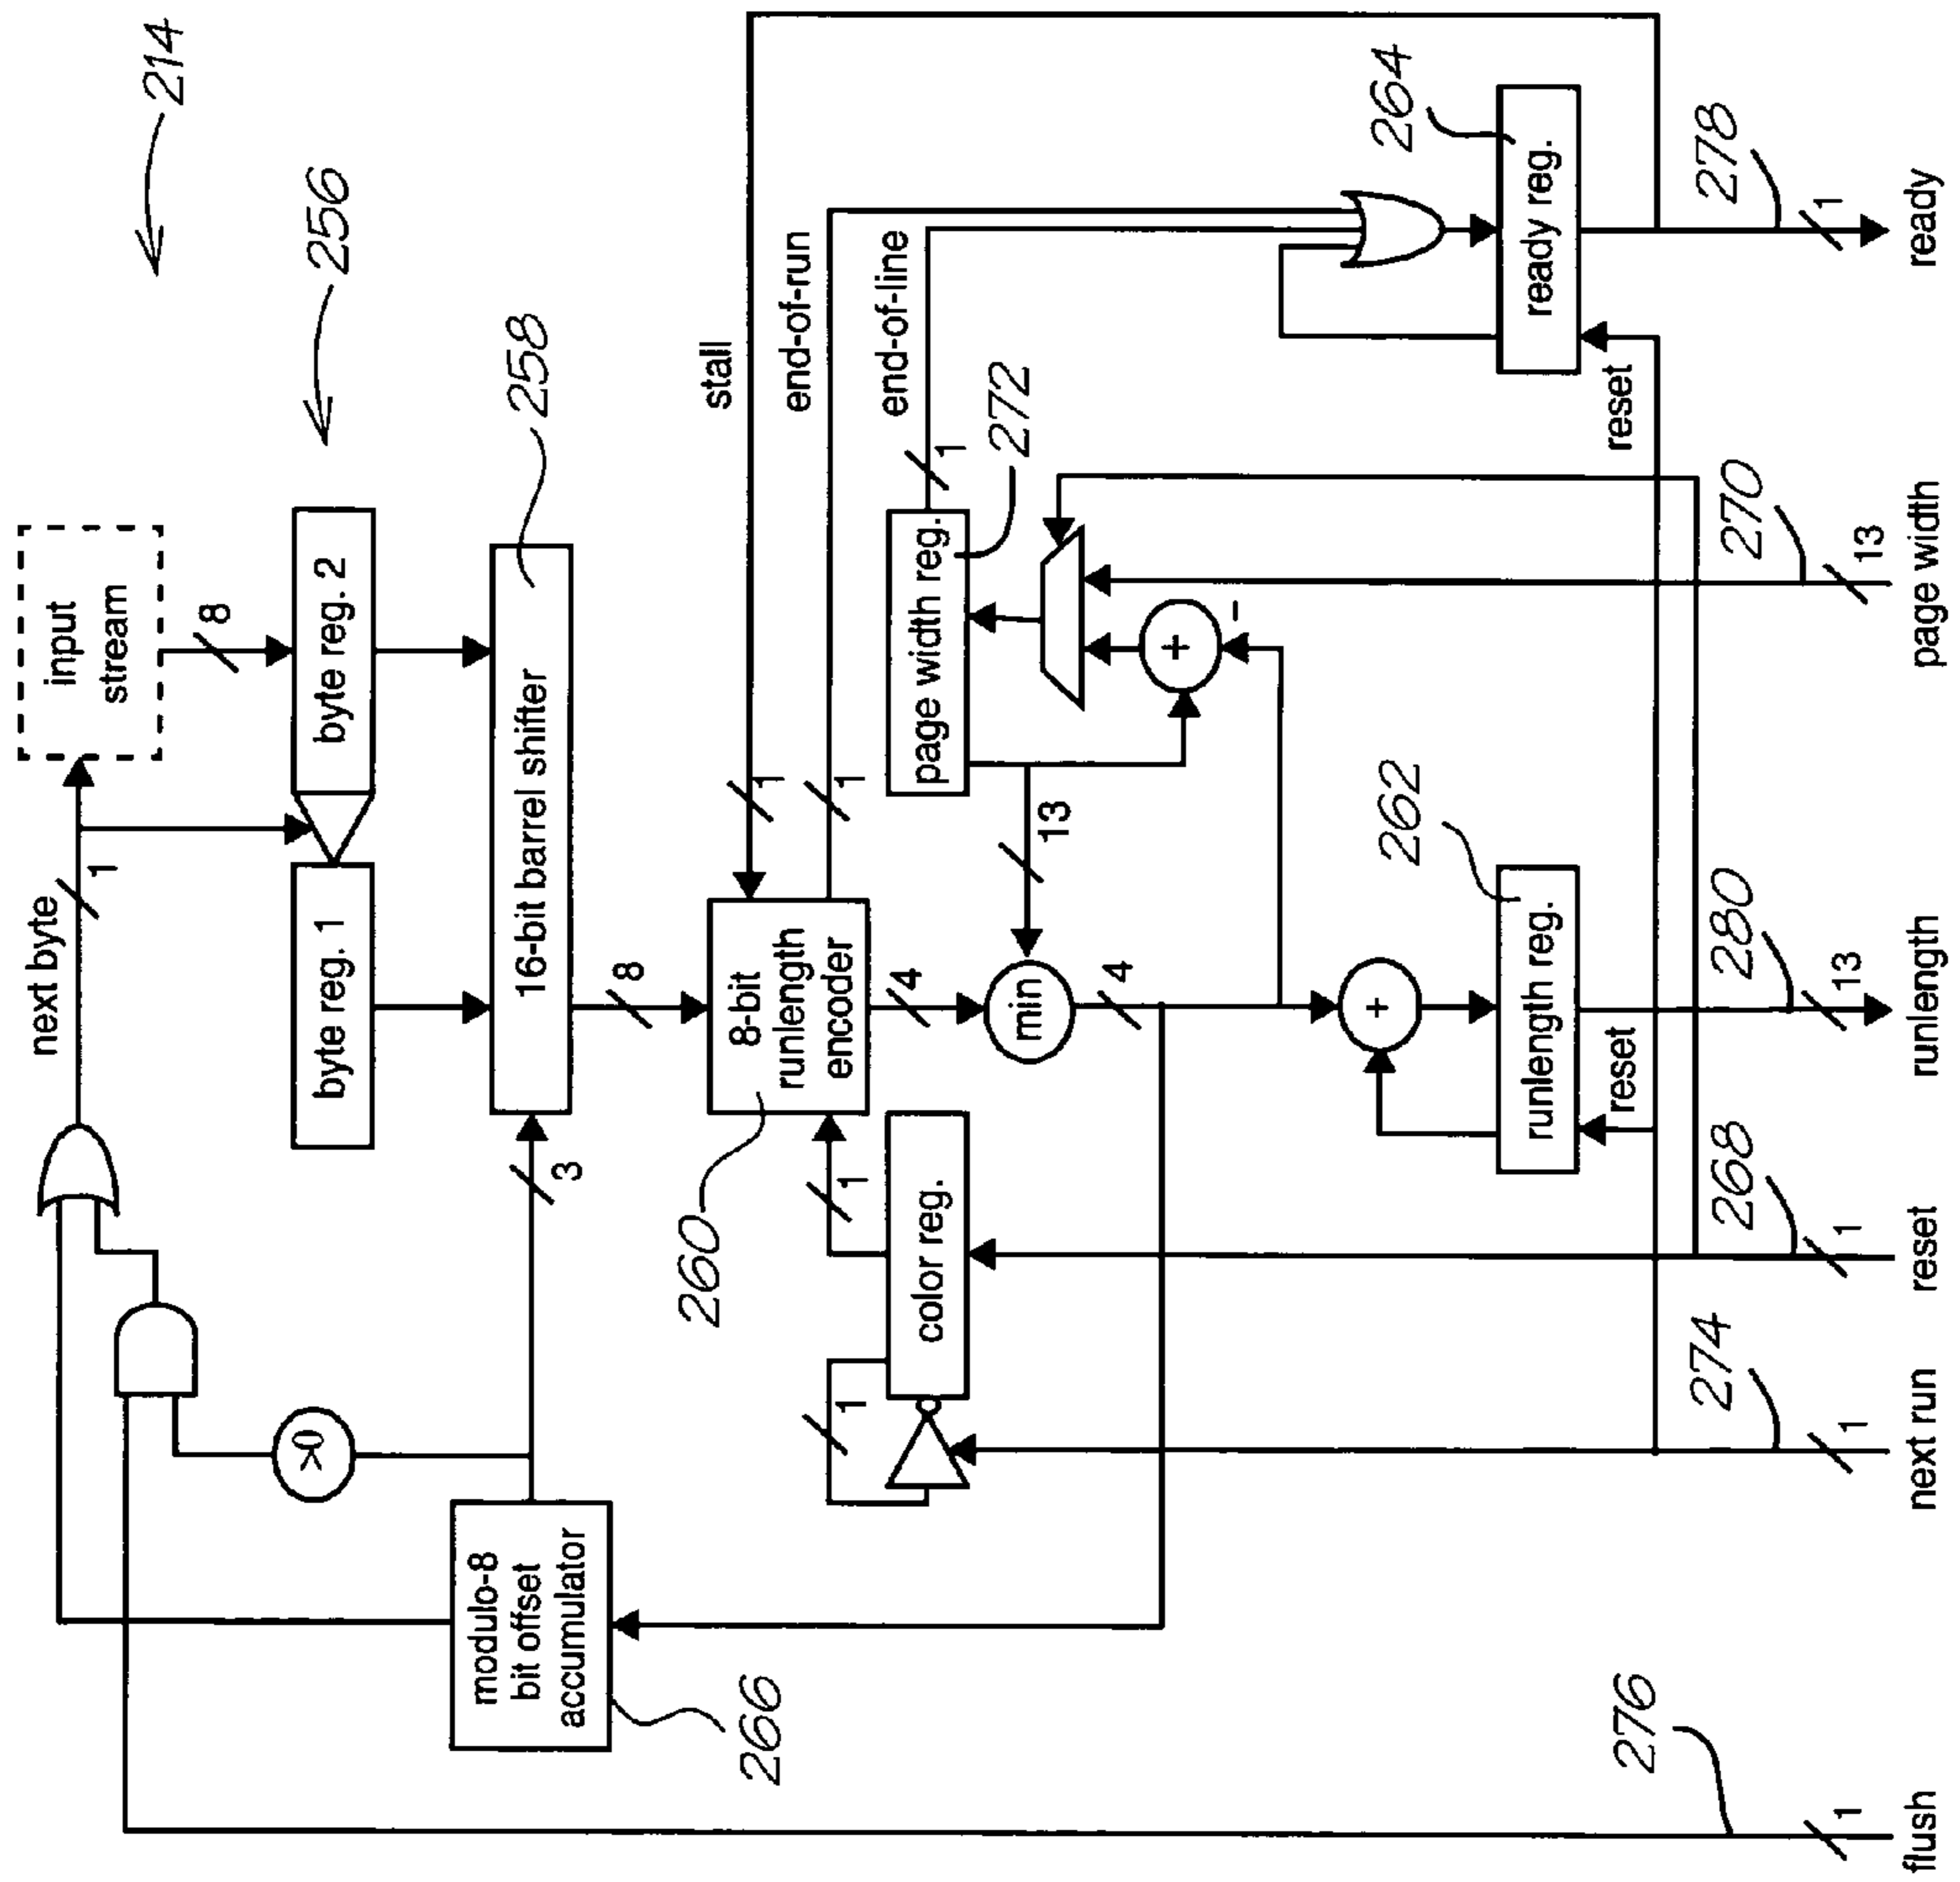 214
256
input
stream
next byte
1
8
byte reg. 1
byte reg. 2
16-bit barrel shifter
258
3
8
>0
modulo-8
bit offset
accumulator
266
8-bit
runlength
encoder
260
stall
1
end-of-run
1
end-of-line
1
4
min
4
13
page width reg.
272
+
-
color reg.
1
1
+
runlength reg.
262
reset
ready reg.
264
reset
276
1
flush
274
1
next run
268
1
reset
280
13
runlength
270
13
page width
278
1
ready